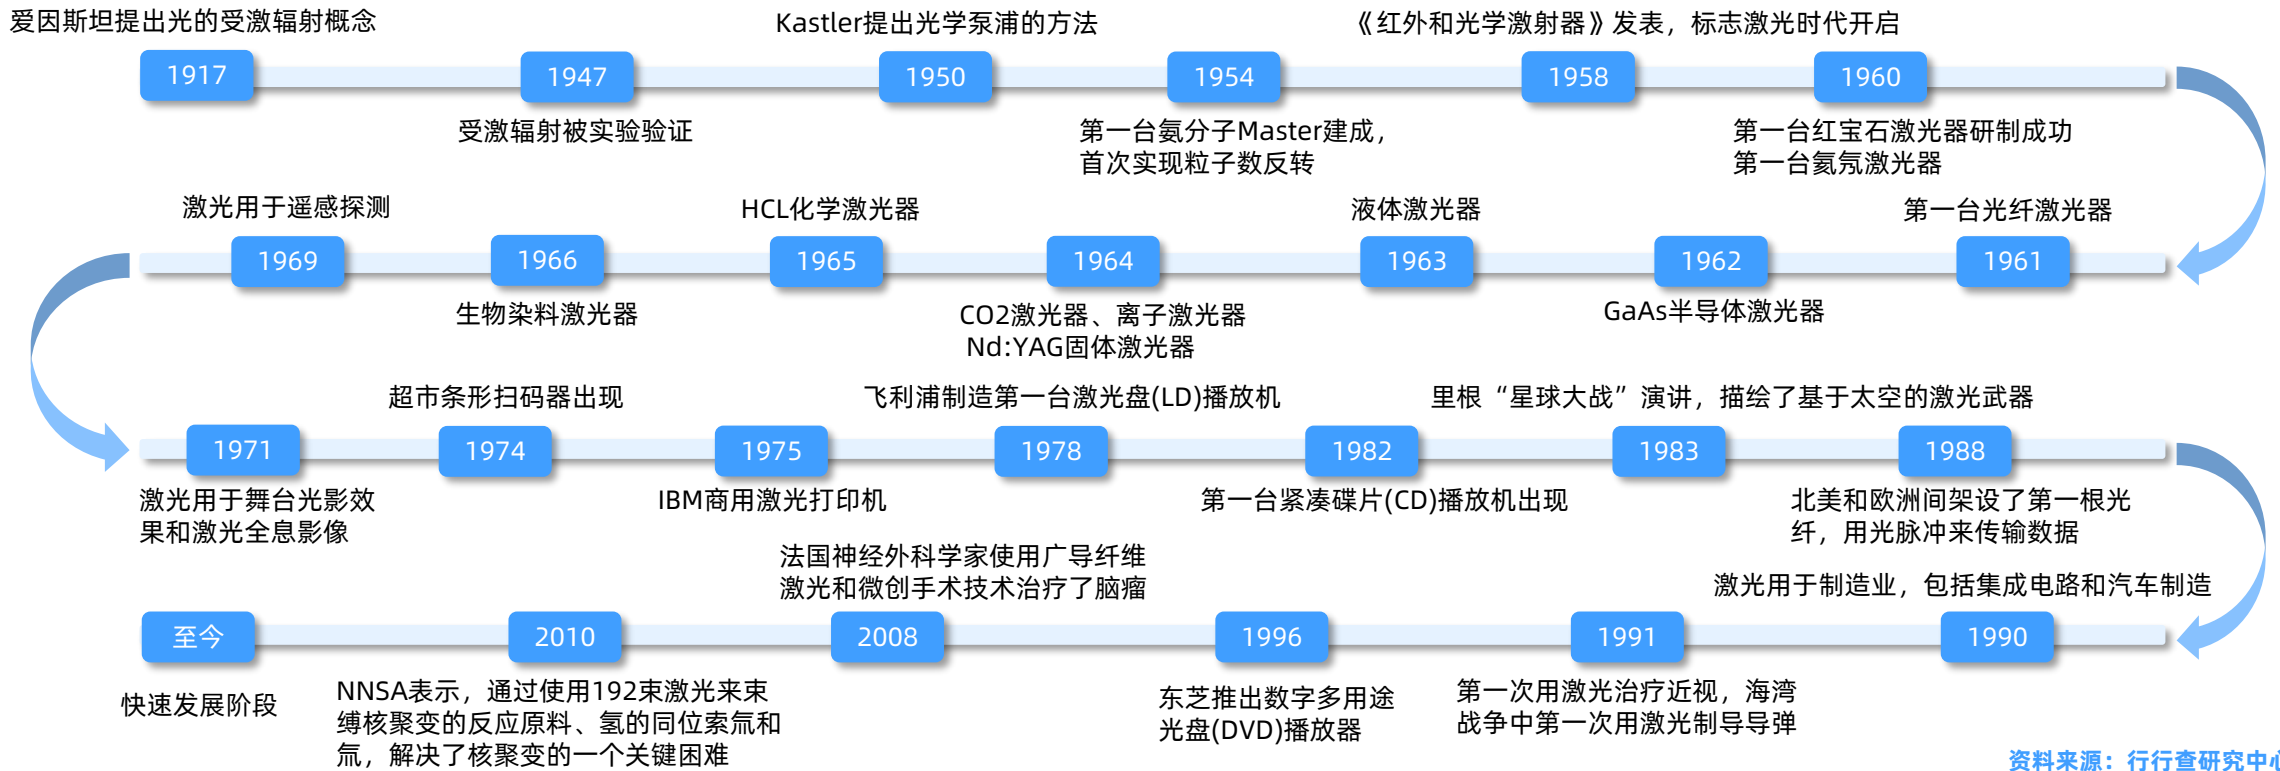 爱因斯坦提出光的受激辐射概念
Kastler提出光学泵浦的方法
《红外和光学激射器》发表，标志激光时代开启
1917
1947
1950
1954
1958
1960
受激辐射被实验验证
第一台氨分子Master建成，
首次实现粒子数反转
第一台红宝石激光器研制成功
第一台氦氖激光器
激光用于遥感探测
HCL化学激光器
液体激光器
第一台光纤激光器
1969
1966
1965
1964
1963
1962
1961
生物染料激光器
CO2激光器、离子激光器
Nd:YAG固体激光器
GaAs半导体激光器
超市条形扫码器出现
飞利浦制造第一台激光盘(LD)播放机
里根“星球大战”演讲，描绘了基于太空的激光武器
1971
1974
1975
1978
1982
1983
1988
激光用于舞台光影效
果和激光全息影像
IBM商用激光打印机
第一台紧凑碟片(CD)播放机出现
北美和欧洲间架设了第一根光
纤，用光脉冲来传输数据
法国神经外科学家使用广导纤维
激光和微创手术技术治疗了脑瘤
激光用于制造业，包括集成电路和汽车制造
至今
2010
2008
1996
1991
1990
快速发展阶段
NNSA表示，通过使用192束激光来束
缚核聚变的反应原料、氢的同位索氚和
氚，解决了核聚变的一个关键困难
东芝推出数字多用途
光盘(DVD)播放器
第一次用激光治疗近视，海湾
战争中第一次用激光制导导弹
资料来源：行行查研究中心